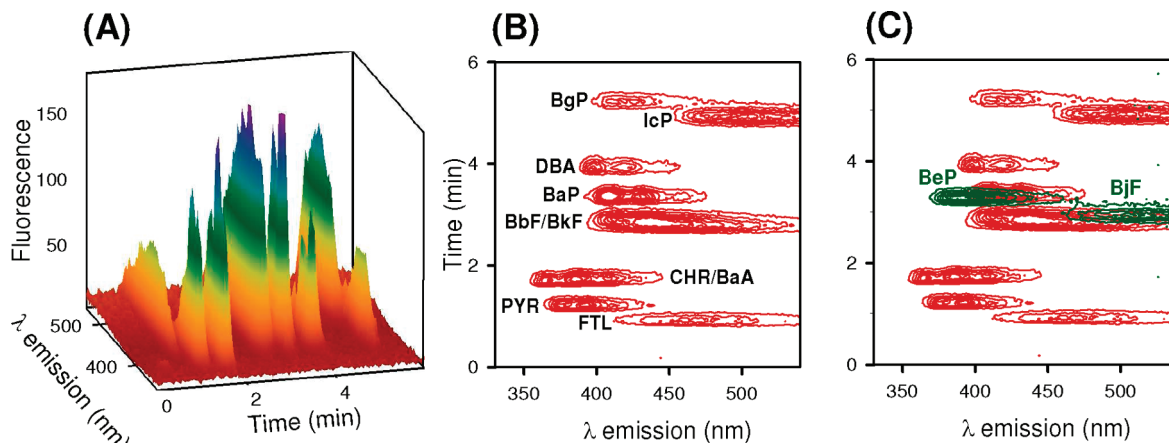 (A)
Fluorescence
150
100
50
500
400
λ emission (nm)
0
2
4
Time (min)
(B)
6
4
2
0
Time (min)
BgP
IcP
DBA
BaP
BbF/BkF
CHR/BaA
PYR
FTL
350
400
450
500
λ emission (nm)
(C)
6
4
2
0
BeP
BjF
350
400
450
500
λ emission (nm)